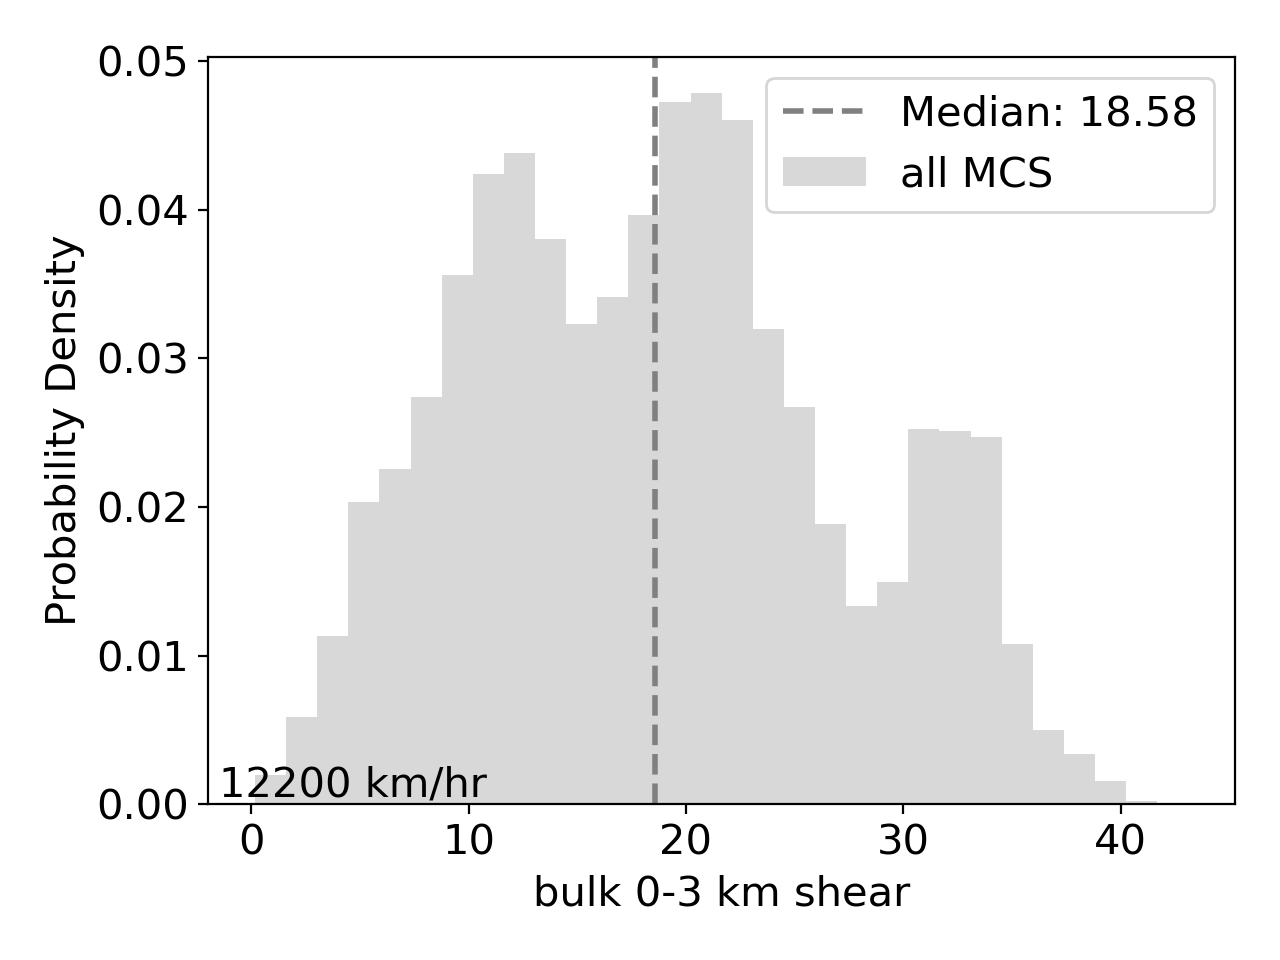 0.05
0.04
0.03
0.02
0.01
0.00
Probability Density
Median: 18.58
all MCS
12200 km/hr
0 10 20 30 40
bulk 0-3 km shear